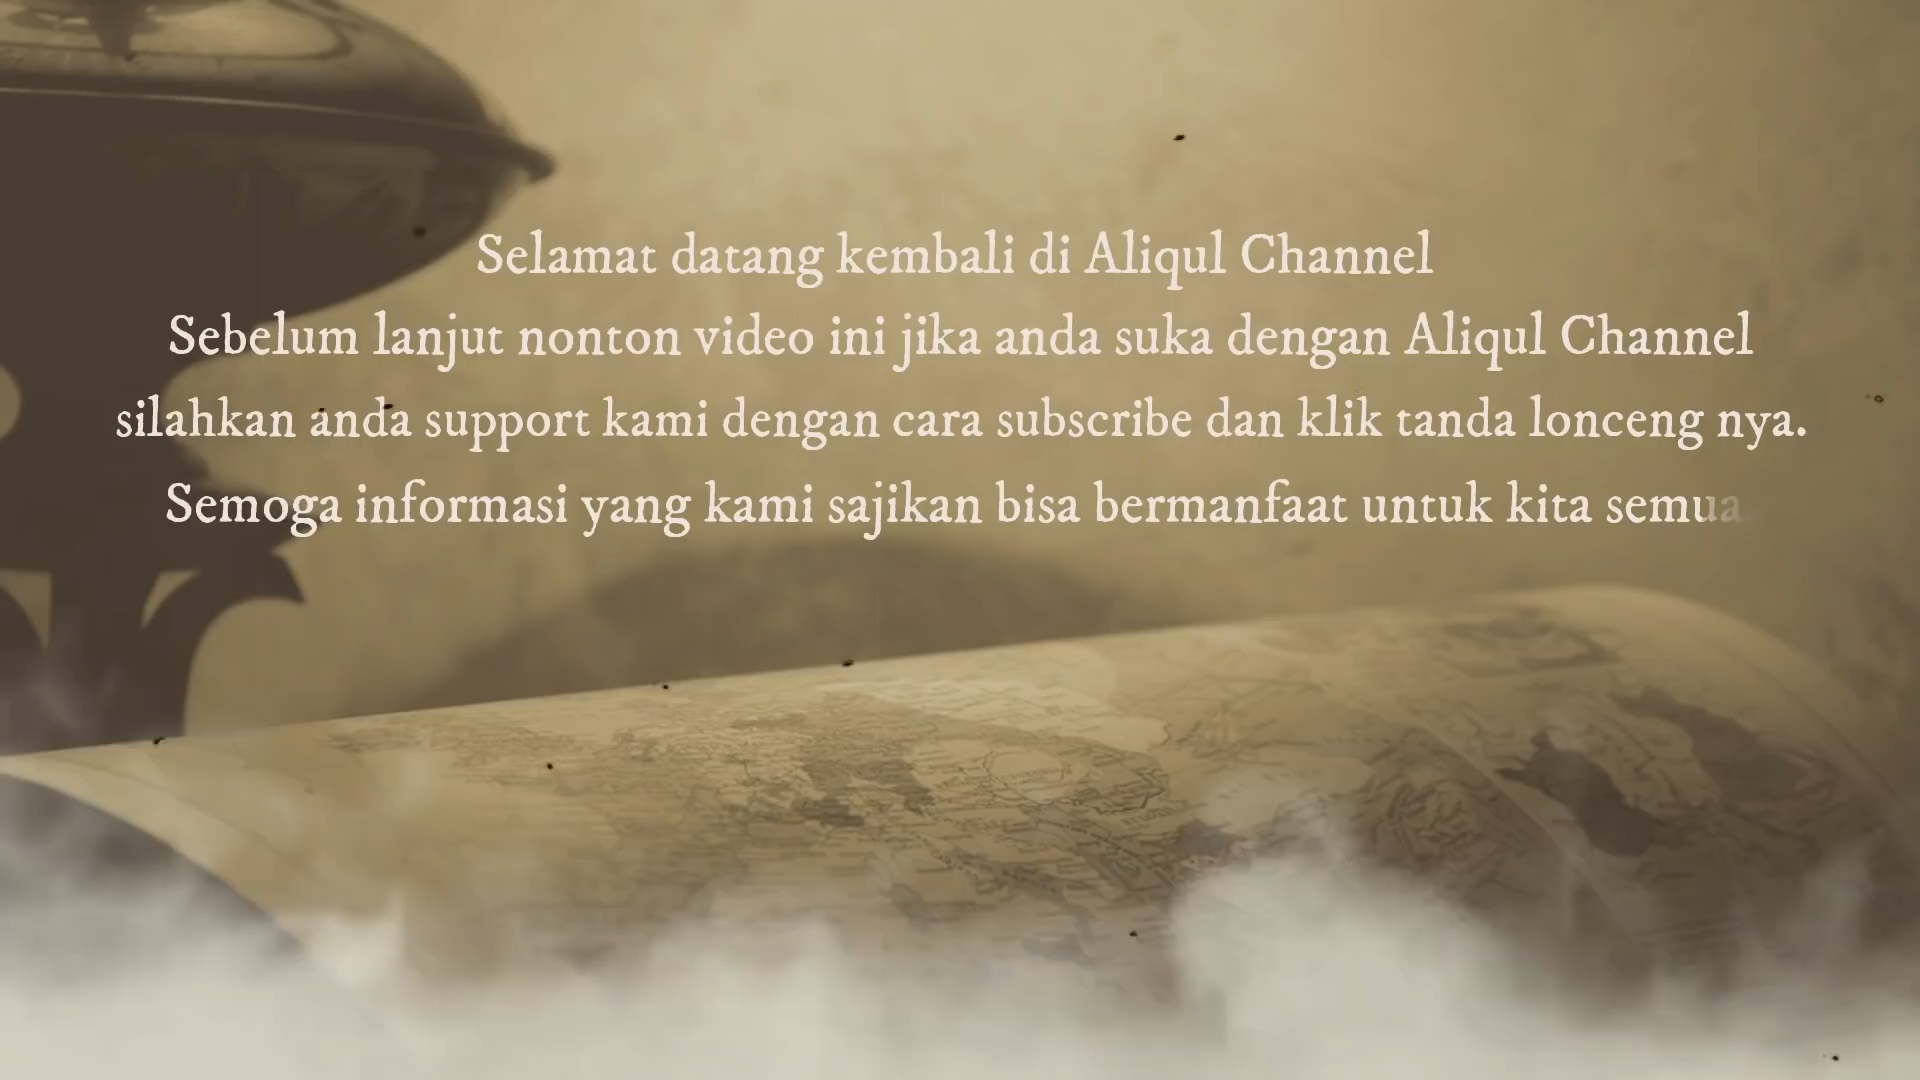 Selamat datang kembali di Aliqul Channel
Sebelum lanjut nonton video ini jika anda suka dengan Aliqul Channel
silahkan anda support kami dengan cara subscribe dan klik tanda lonceng nya.
Semoga informasi yang kami sajikan bisa bermanfaat untuk kita semua